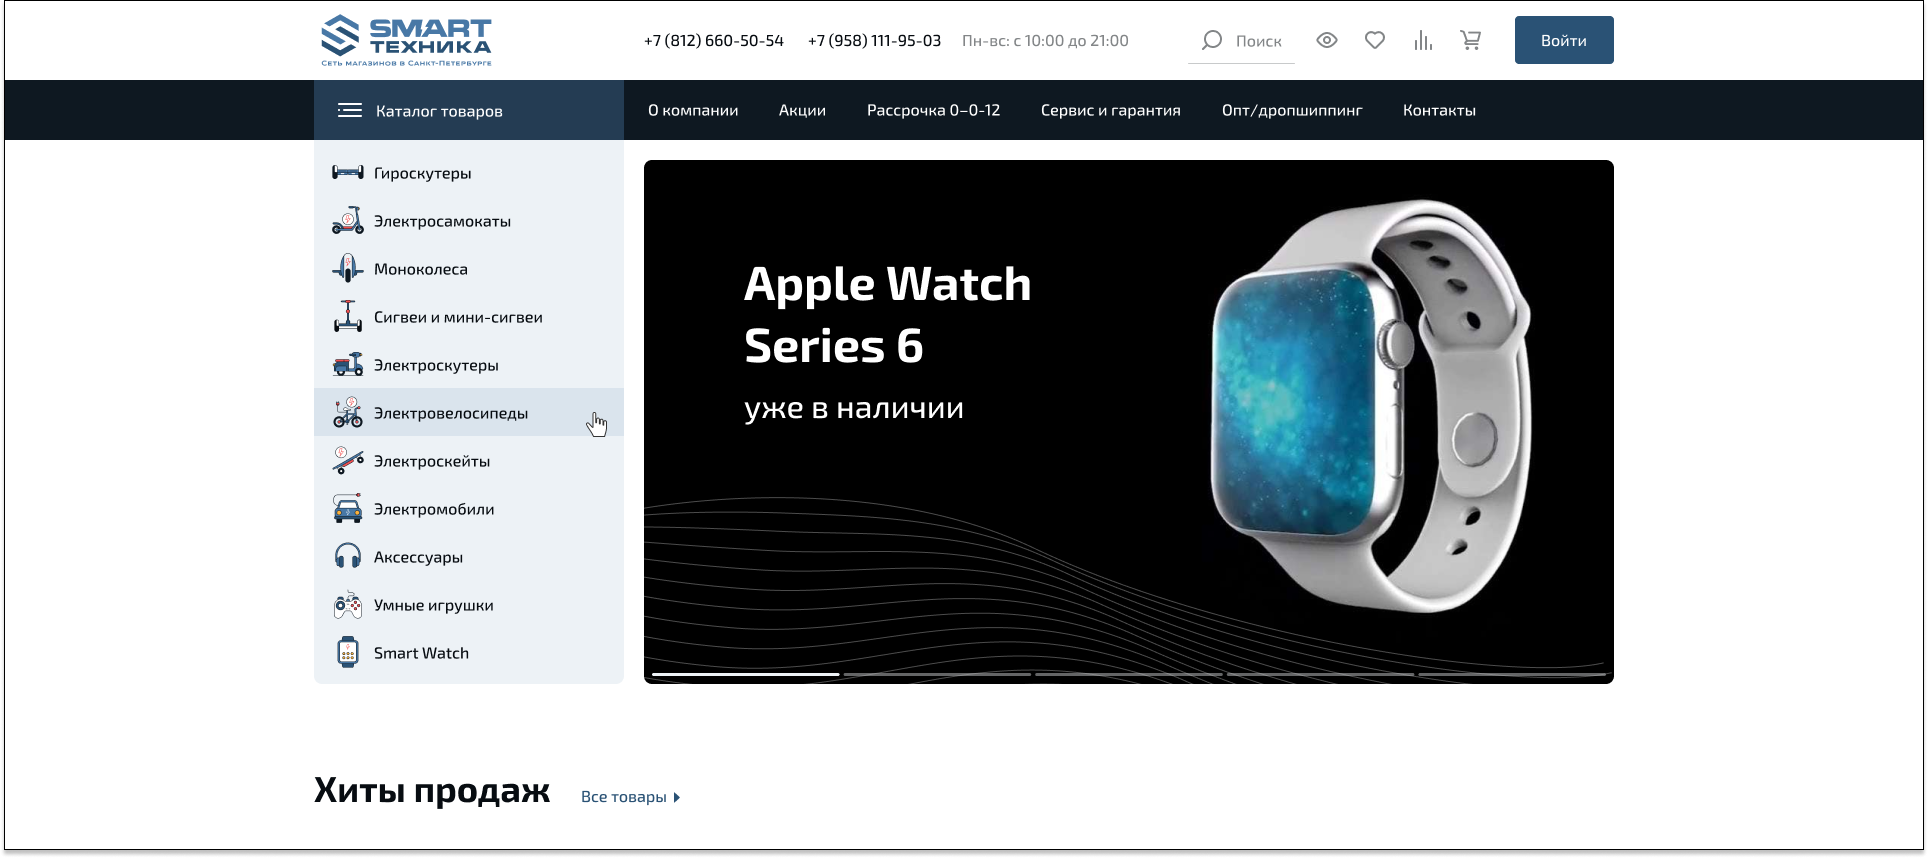 SMART
ТЕХНИКА
Сеть магазинов в Санкт-Петербурге
+7 (812) 660-50-54
+7 (958) 111-95-03
Пн-вс: с 10:00 до 21:00
Поиск
Войти
Каталог товаров
О компании
Акции
Рассрочка 0-0-12
Сервис и гарантия
Опт/дропшиппинг
Контакты
Гироскутеры
Электросамокаты
Моноколеса
Сигвеи и мини-сигвеи
Электроскутеры
Электровелосипеды
Электроскейты
Электромобили
Аксессуары
Умные игрушки
Smart Watch
Apple Watch
Series 6
уже в наличии
Хиты продаж
Все товары